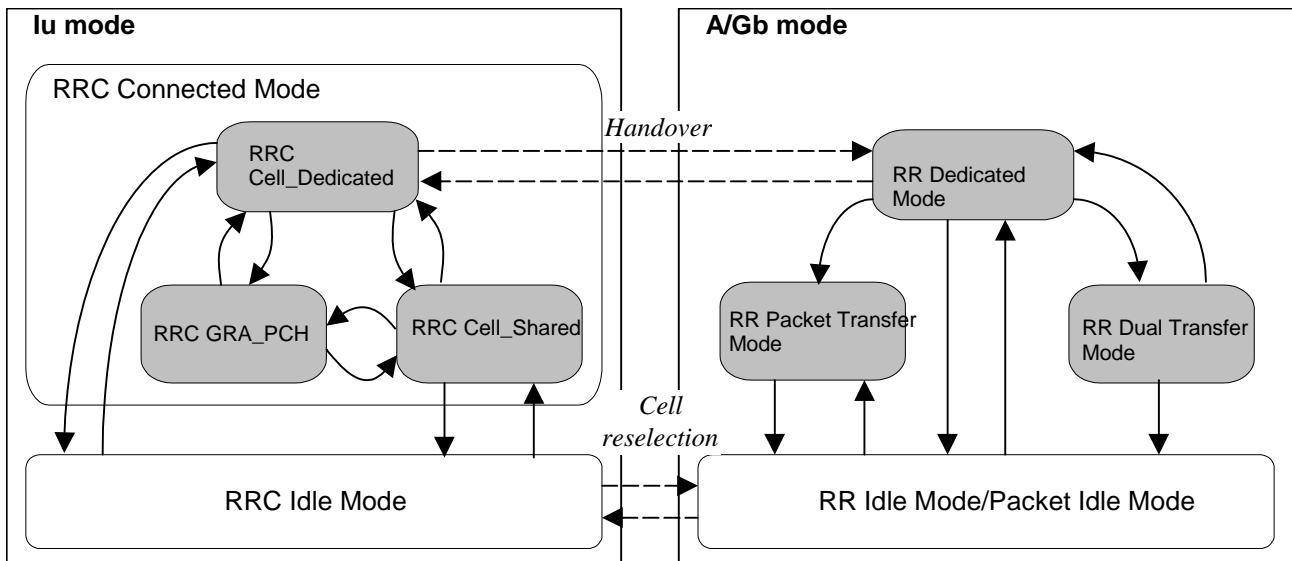 Iu mode
A/Gb mode
RRC Connected Mode
Handover
RRC
Cell_Dedicated
RR Dedicated
Mode
RRC GRA_PCH
RRC Cell_Shared
RR Packet Transfer
Mode
RR Dual Transfer
Mode
Cell
reselection
RRC Idle Mode
RR Idle Mode/Packet Idle Mode